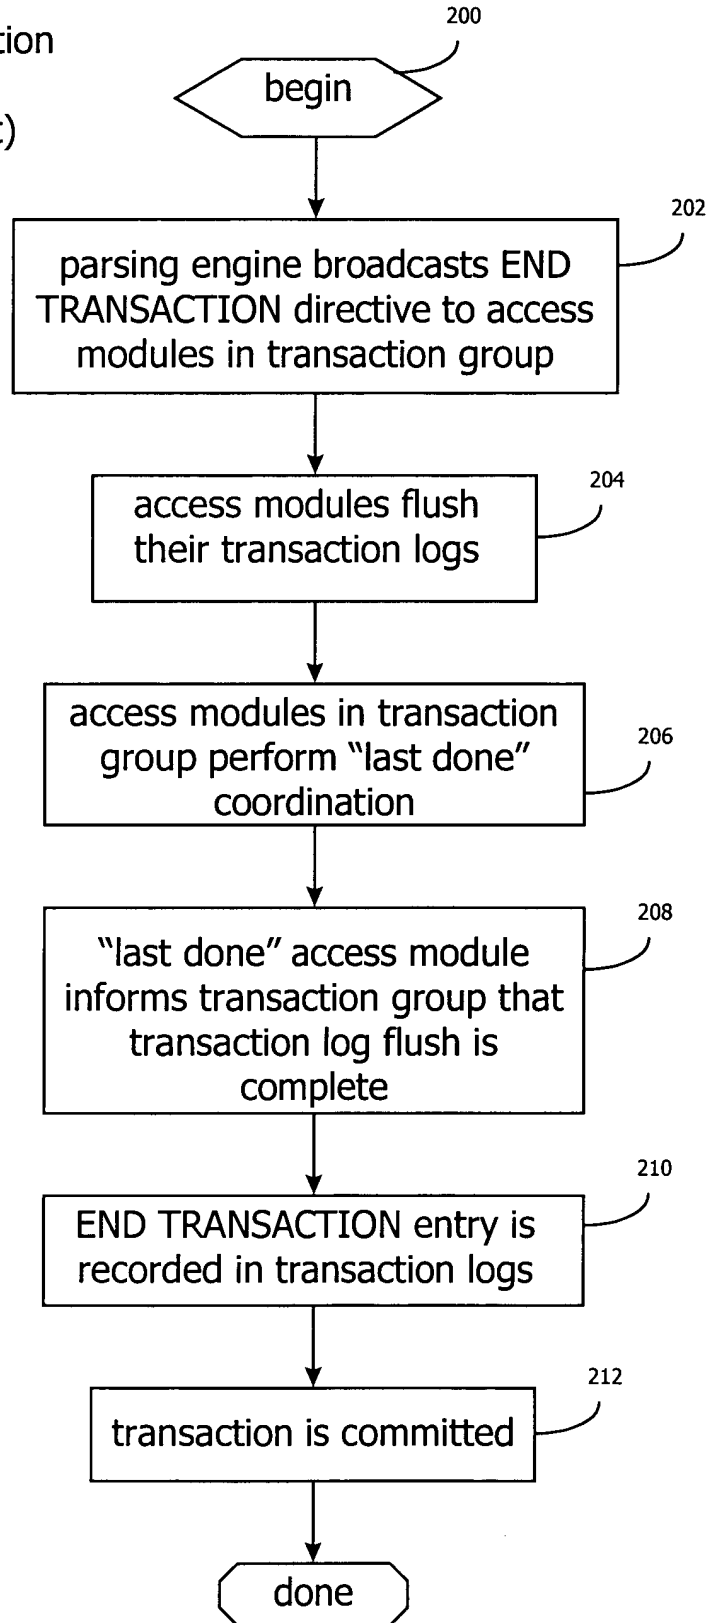 200
begin
202
parsing engine broadcasts END
TRANSACTION directive to access
modules in transaction group
204
access modules flush
their transaction logs
206
access modules in transaction
group perform “last done”
coordination
208
“last done” access module
informs transaction group that
transaction log flush is
complete
210
END TRANSACTION entry is
recorded in transaction logs
212
transaction is committed
done